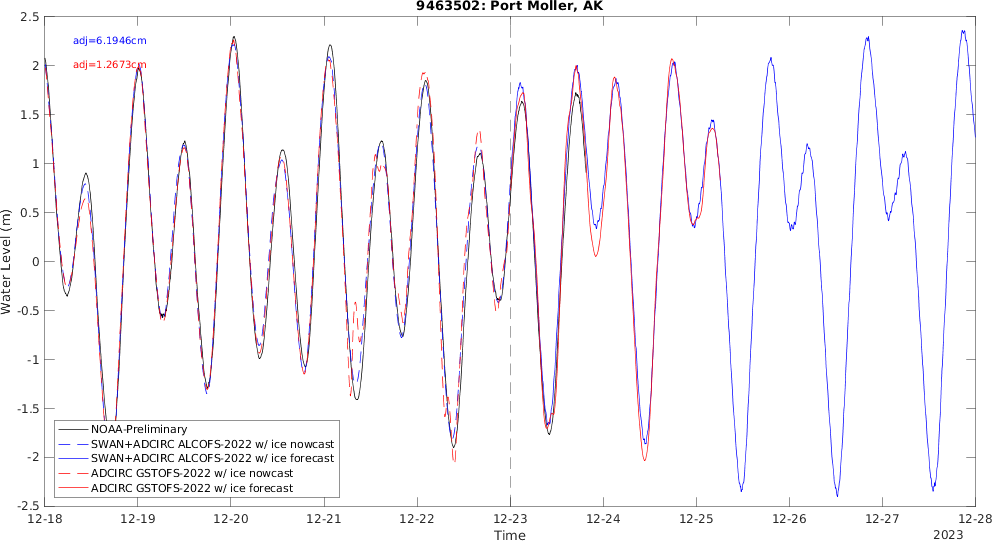 9463502: Port Moller, AK
adj=6.1946cm
adj=1.2673cm
Water Level (m)
2.5
2
1.5
1
0.5
0
-0.5
-1
-1.5
-2
-2.5
NOAA-Preliminary
SWAN+ADCIRC ALCOFS-2022 w/ ice nowcast
SWAN+ADCIRC ALCOFS-2022 w/ ice forecast
ADCIRC GSTOFS-2022 w/ ice nowcast
ADCIRC GSTOFS-2022 w/ ice forecast
12-18 12-19 12-20 12-21 12-22 12-23 12-24 12-25 12-26 12-27 12-28
Time
2023